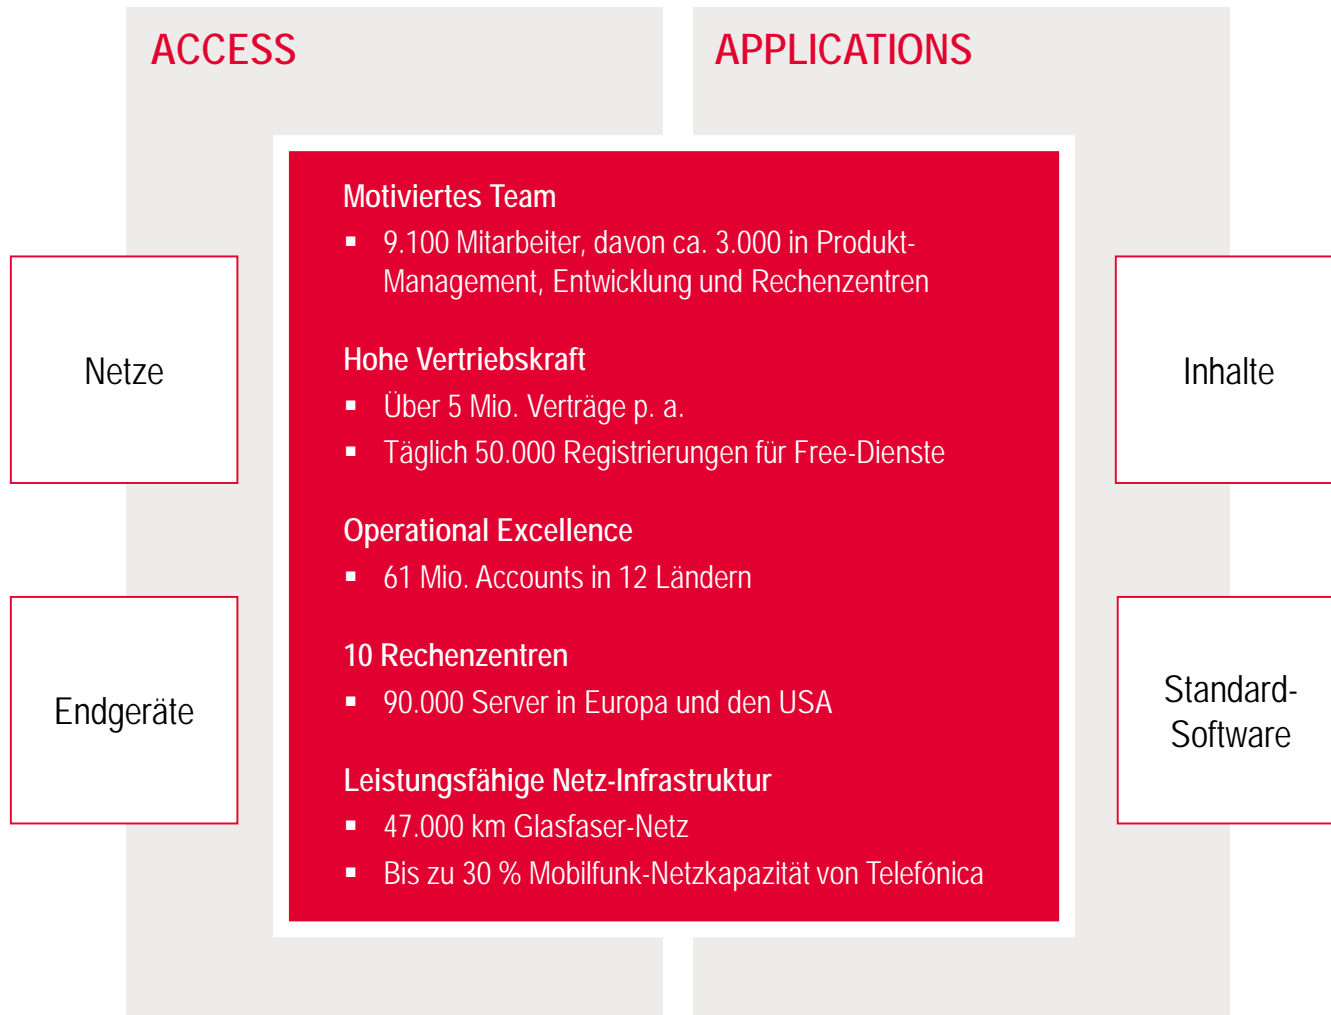 ACCESS
APPLICATIONS
Motiviertes Team
▪ 9.100 Mitarbeiter, davon ca. 3.000 in Produkt-
Management, Entwicklung und Rechenzentren
Hohe Vertriebskraft
▪ Über 5 Mio. Verträge p. a.
▪ Täglich 50.000 Registrierungen für Free-Dienste
Operational Excellence
▪ 61 Mio. Accounts in 12 Ländern
10 Rechenzentren
▪ 90.000 Server in Europa und den USA
Leistungsfähige Netz-Infrastruktur
▪ 47.000 km Glasfaser-Netz
▪ Bis zu 30 % Mobilfunk-Netzkapazität von Telefónica
Netze
Endgeräte
Inhalte
Standard-
Software